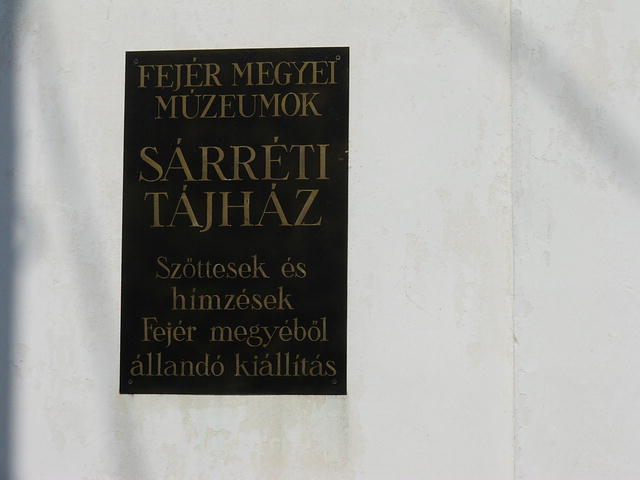 FEJÉR MEGYEI
MÚZEUMOK
SÁRRÉTI
TÁJHÁZ
Szőttesek és
hímzések
Fejér megyéből
állandó kiállítás